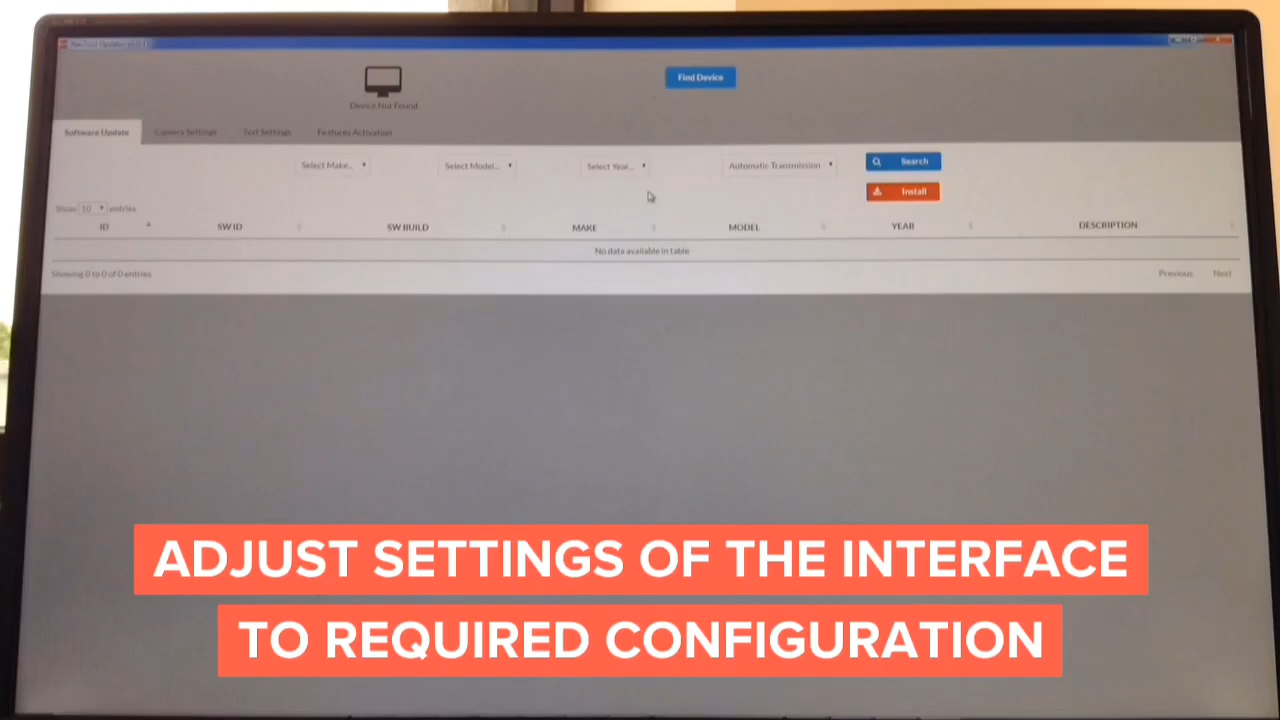 NavTool Updater
Find Device
Device Not Found
Software Update Camera Settings Text Settings Features Activation
Select Make... Select Model... Select Year... Automatic Transmission Search
Install
Show 10 entries
ID SW ID SW BUILD MAKE MODEL YEAR DESCRIPTION
No data available in table
Showing 0 to 0 of 0 entries Previous Next
ADJUST SETTINGS OF THE INTERFACE
TO REQUIRED CONFIGURATION